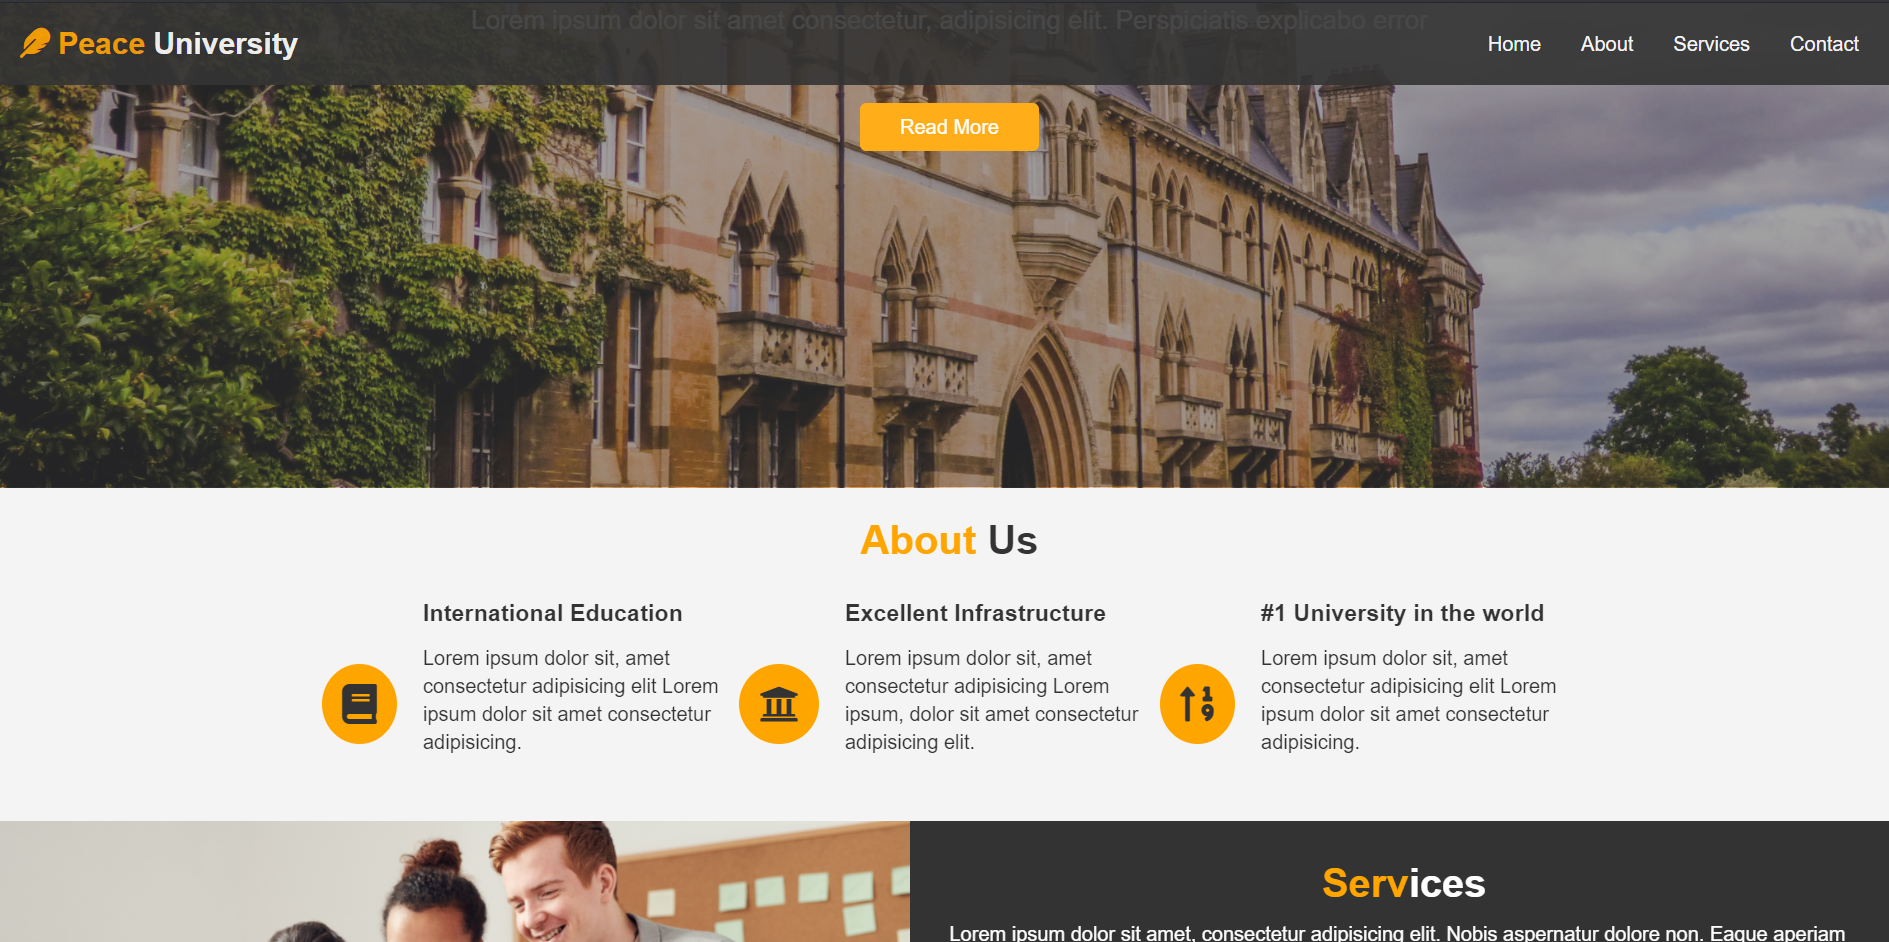 Lorem ipsum dolor sit amet consectetur, adipisicing elit. Perspiciatis explicabo error
Peace University
Home About Services Contact
Read More
About Us
International Education
Lorem ipsum dolor sit, amet
consectetur adipisicing elit Lorem
ipsum dolor sit amet consectetur
adipisicing.
Excellent Infrastructure
Lorem ipsum dolor sit, amet
consectetur adipisicing Lorem
ipsum, dolor sit amet consectetur
adipisicing elit.
1
9
#1 University in the world
Lorem ipsum dolor sit, amet
consectetur adipisicing elit Lorem
ipsum dolor sit amet consectetur
adipisicing.
Services
Lorem ipsum dolor sit amet, consectetur adipisicing elit. Nobis aspernatur dolore non. Eaque aperiam